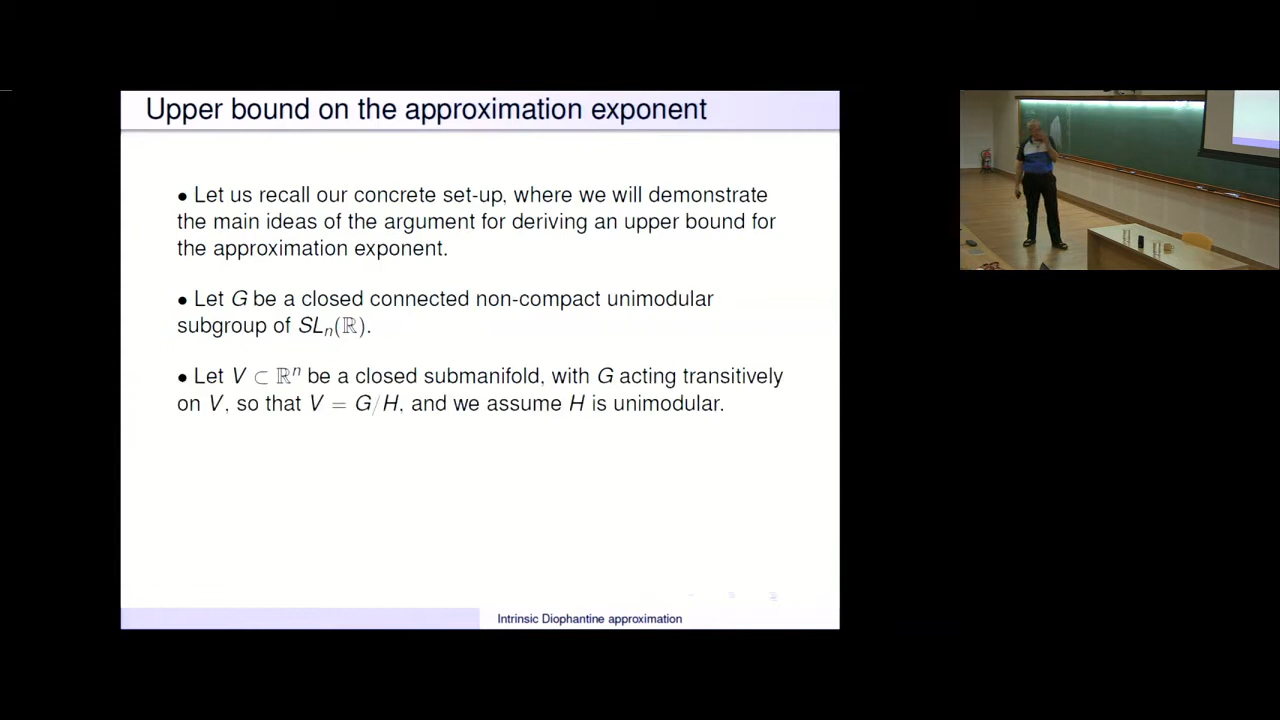 Upper bound on the approximation exponent
• Let us recall our concrete set-up, where we will demonstrate
the main ideas of the argument for deriving an upper bound for
the approximation exponent.
• Let G be a closed connected non-compact unimodular
subgroup of SLₙ(ℝ).
• Let V ⊂ ℝⁿ be a closed submanifold, with G acting transitively
on V, so that V = G/H, and we assume H is unimodular.
Intrinsic Diophantine approximation